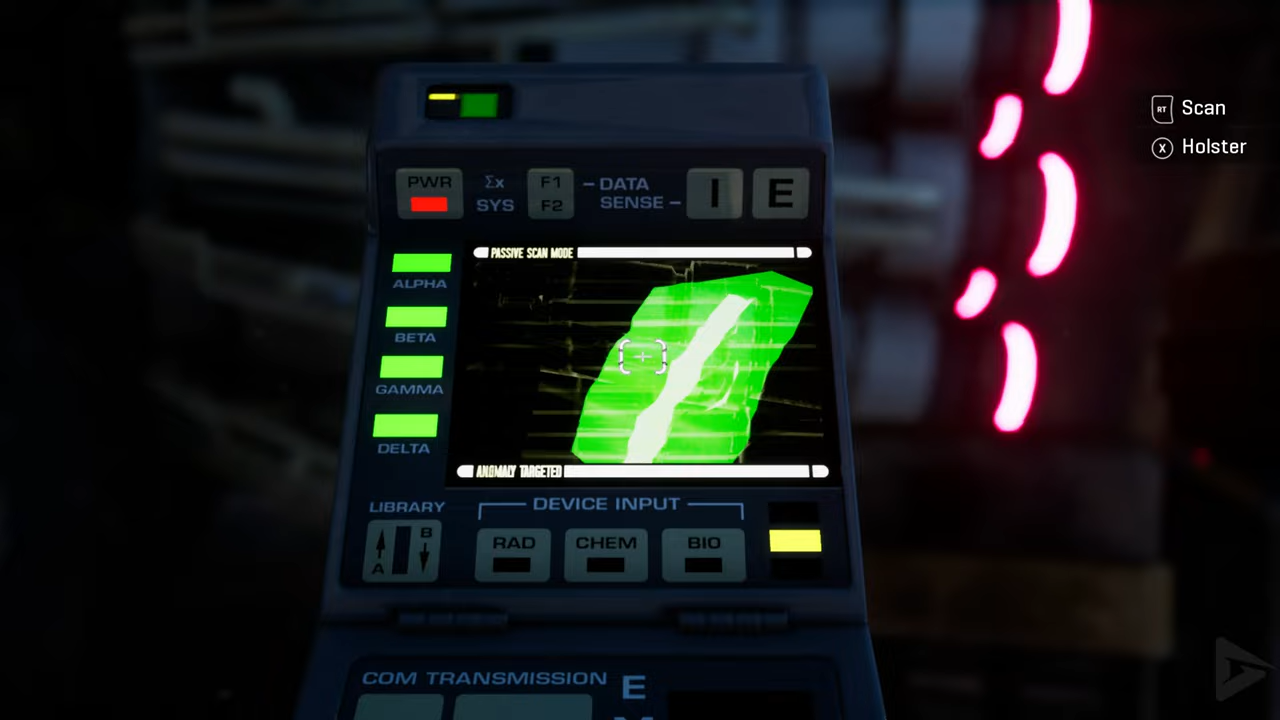 RT Scan
X Holster
PWR Σx F1 – DATA I E
SYS F2 SENSE –
PASSIVE SCAN MODE
ALPHA
BETA
GAMMA
DELTA
ANOMALY TARGETED
LIBRARY
DEVICE INPUT
A B
RAD CHEM BIO
COM TRANSMISSION E